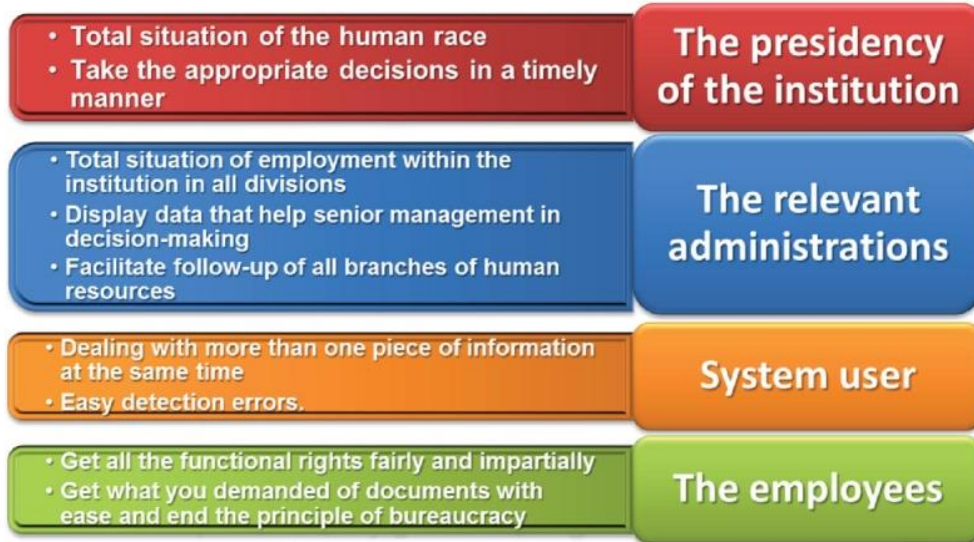 • Total situation of the human race
• Take the appropriate decisions in a timely
manner
The presidency
of the institution
• Total situation of employment within the
institution in all divisions
• Display data that help senior management in
decision-making
• Facilitate follow-up of all branches of human
resources
The relevant
administrations
• Dealing with more than one piece of information
at the same time
• Easy detection errors.
System user
• Get all the functional rights fairly and impartially
• Get what you demanded of documents with
ease and end the principle of bureaucracy
The employees